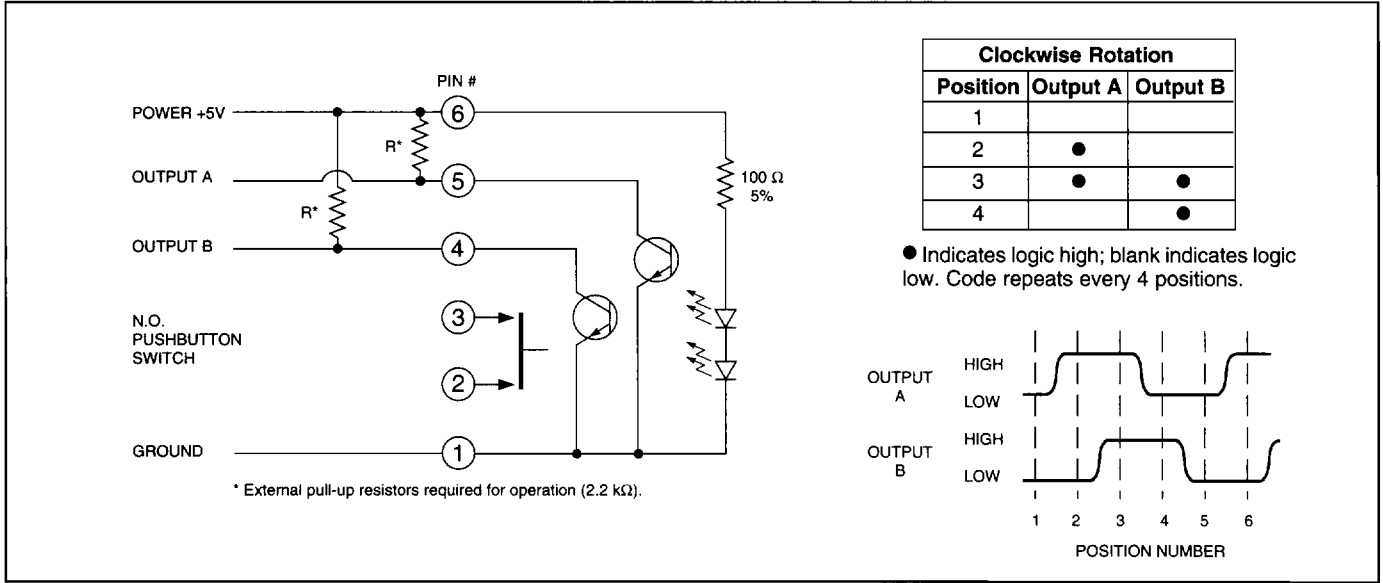 PIN #
POWER +5V
6
R*
OUTPUT A
5
100 Ω
5%
R*
OUTPUT B
4
N.O.
PUSHBUTTON
SWITCH
3
2
GROUND
1
* External pull-up resistors required for operation (2.2 kΩ).
Clockwise Rotation
Position Output A Output B
1
2 ●
3 ● ●
4 ●
● Indicates logic high; blank indicates logic
low. Code repeats every 4 positions.
OUTPUT
A
HIGH
LOW
OUTPUT
B
HIGH
LOW
1 2 3 4 5 6
POSITION NUMBER